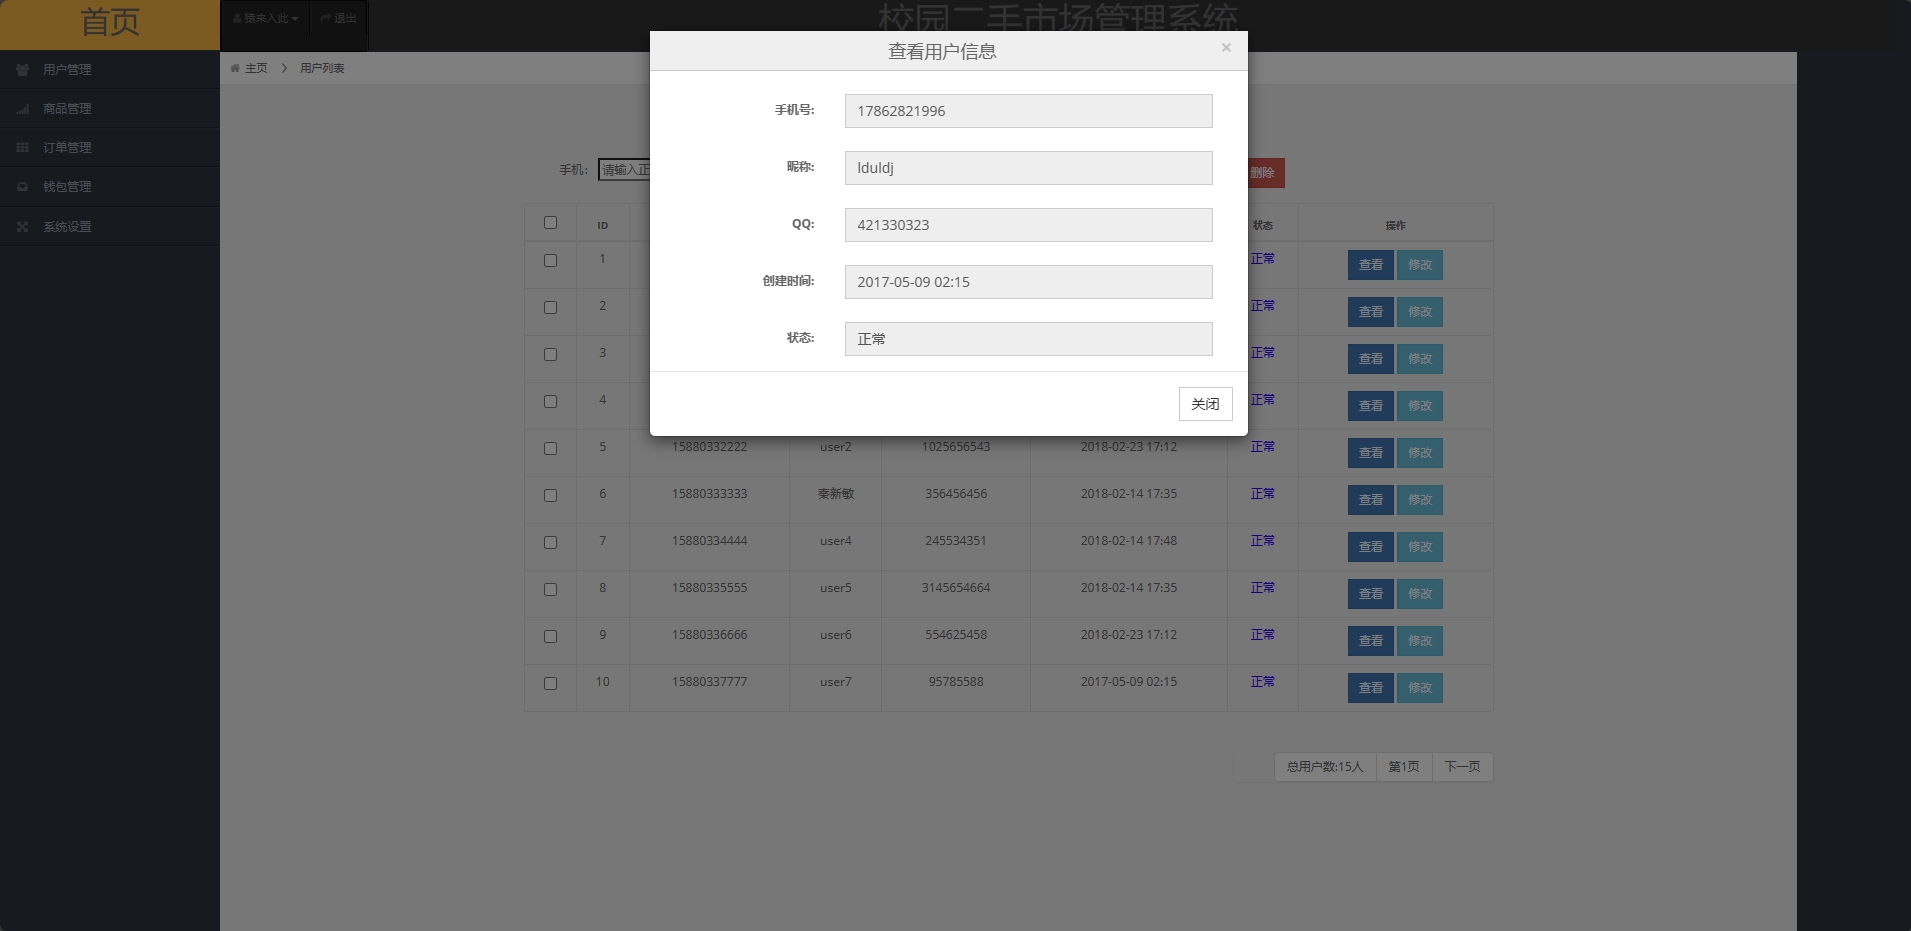 首页
猿来入此
退出
校园二手市场管理系统
用户管理
商品管理
订单管理
钱包管理
系统设置
主页 > 用户列表
查看用户信息 ×
手机号: 17862821996
昵称: lduldj
QQ: 421330323
创建时间: 2017-05-09 02:15
状态: 正常
关闭
手机: 请输入正
删除
ID 状态 操作
1 正常 查看 修改
2 正常 查看 修改
3 正常 查看 修改
4 正常 查看 修改
5 15880332222 user2 1025656543 2018-02-23 17:12 正常 查看 修改
6 15880333333 秦新敏 356456456 2018-02-14 17:35 正常 查看 修改
7 15880334444 user4 245534351 2018-02-14 17:48 正常 查看 修改
8 15880335555 user5 3145654664 2018-02-14 17:35 正常 查看 修改
9 15880336666 user6 554625458 2018-02-23 17:12 正常 查看 修改
10 15880337777 user7 95785588 2017-05-09 02:15 正常 查看 修改
总用户数:15人 第1页 下一页